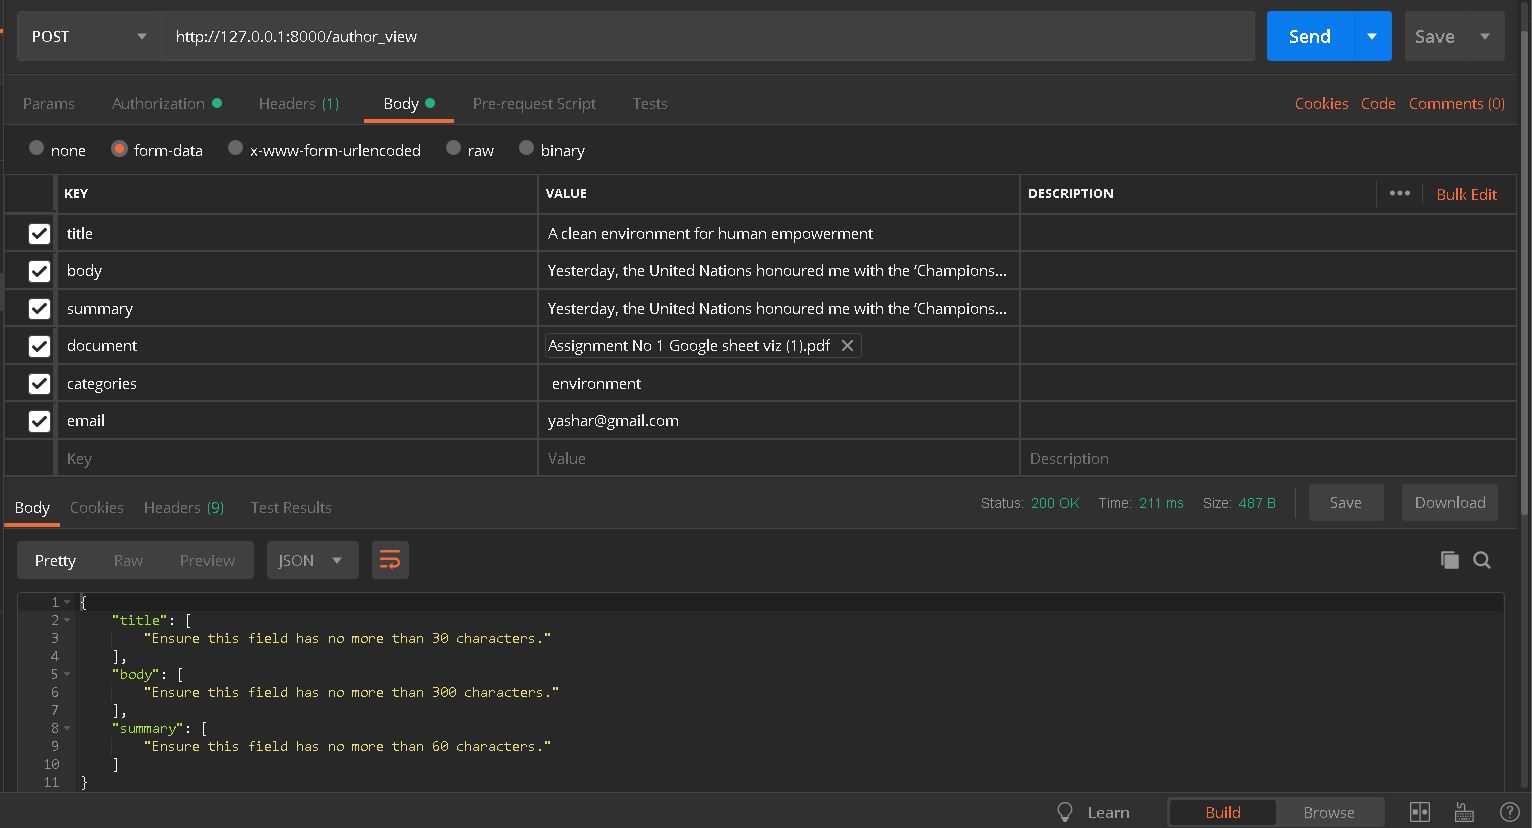 POST http://127.0.0.1:8000/author_view Send Save
Params Authorization Headers (1) Body Pre-request Script Tests Cookies Code Comments (0)
none form-data x-www-form-urlencoded raw binary
KEY VALUE DESCRIPTION ••• Bulk Edit
title A clean environment for human empowerment
body Yesterday, the United Nations honoured me with the ‘Champions...
summary Yesterday, the United Nations honoured me with the ‘Champions...
document Assignment No 1 Google sheet viz (1).pdf
categories environment
email yashar@gmail.com
Key Value Description
Body Cookies Headers (9) Test Results Status: 200 OK Time: 211 ms Size: 487 B Save Download
Pretty Raw Preview JSON
1 {
2 "title": [
3 "Ensure this field has no more than 30 characters."
4 ],
5 "body": [
6 "Ensure this field has no more than 300 characters."
7 ],
8 "summary": [
9 "Ensure this field has no more than 60 characters."
10 ]
11 }
Learn Build Browse